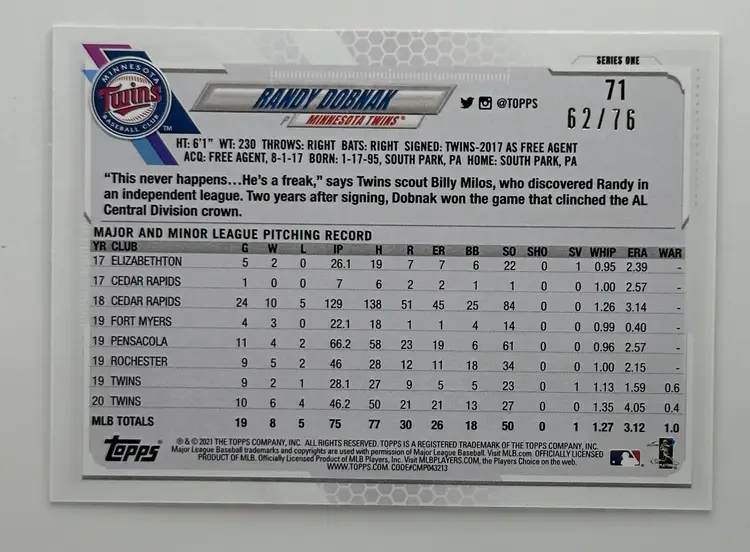 SERIES ONE
MINNESOTA
Twins
BASEBALL CLUB
TM
RANDY DOBNAK
P MINNESOTA TWINS®
@TOPPS
71
62/76
HT: 6'1" WT: 230 THROWS: RIGHT BATS: RIGHT SIGNED: TWINS-2017 AS FREE AGENT
ACQ: FREE AGENT, 8-1-17 BORN: 1-17-95, SOUTH PARK, PA HOME: SOUTH PARK, PA
"This never happens...He's a freak," says Twins scout Billy Milos, who discovered Randy in
an independent league. Two years after signing, Dobnak won the game that clinched the AL
Central Division crown.
MAJOR AND MINOR LEAGUE PITCHING RECORD
YR CLUB G W L IP H R ER BB SO SHO SV WHIP ERA WAR
17 ELIZABETHTON 5 2 0 26.1 19 7 7 6 22 0 1 0.95 2.39 -
17 CEDAR RAPIDS 1 0 0 7 6 2 2 1 1 0 0 1.00 2.57 -
18 CEDAR RAPIDS 24 10 5 129 138 51 45 25 84 0 0 1.26 3.14 -
19 FORT MYERS 4 3 0 22.1 18 1 1 4 14 0 0 0.99 0.40 -
19 PENSACOLA 11 4 2 66.2 58 23 19 6 61 0 0 0.96 2.57 -
19 ROCHESTER 9 5 2 46 28 12 11 18 34 0 0 1.00 2.15 -
19 TWINS 9 2 1 28.1 27 9 5 5 23 0 1 1.13 1.59 0.6
20 TWINS 10 6 4 46.2 50 21 21 13 27 0 0 1.35 4.05 0.4
MLB TOTALS 19 8 5 75 77 30 26 18 50 0 1 1.27 3.12 1.0
Topps
® & © 2021 THE TOPPS COMPANY, INC. ALL RIGHTS RESERVED. TOPPS IS A REGISTERED TRADEMARK OF THE TOPPS COMPANY, INC.
Major League Baseball trademarks and copyrights are used with permission of Major League Baseball. Visit MLB.com. OFFICIALLY LICENSED
PRODUCT OF MLB. Officially Licensed Product of MLB Players, Inc. Visit MLBPLAYERS.com, the Players Choice on the web.
WWW.TOPPS.COM. CODE#CMP043213